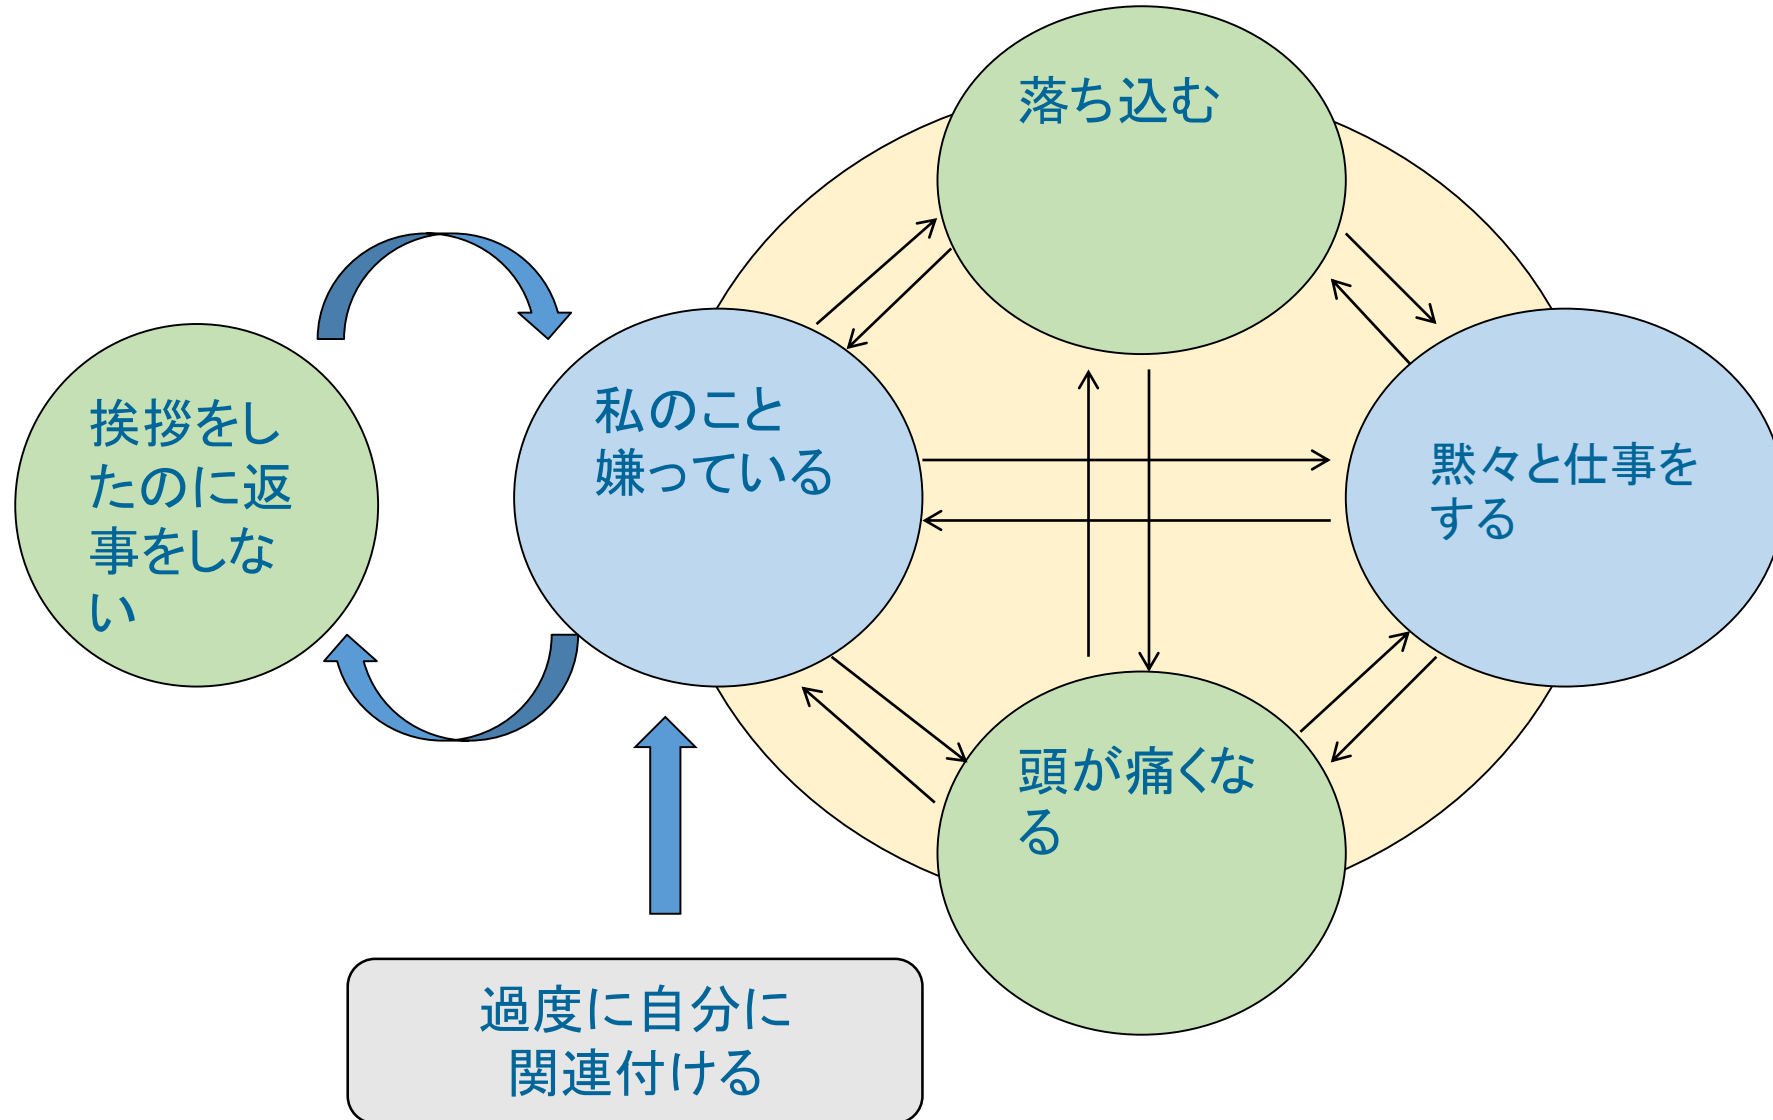 落ち込む
挨拶をし
たのに返
事をしな
い
私のこと
嫌っている
黙々と仕事を
する
頭が痛くな
る
過度に自分に
関連付ける